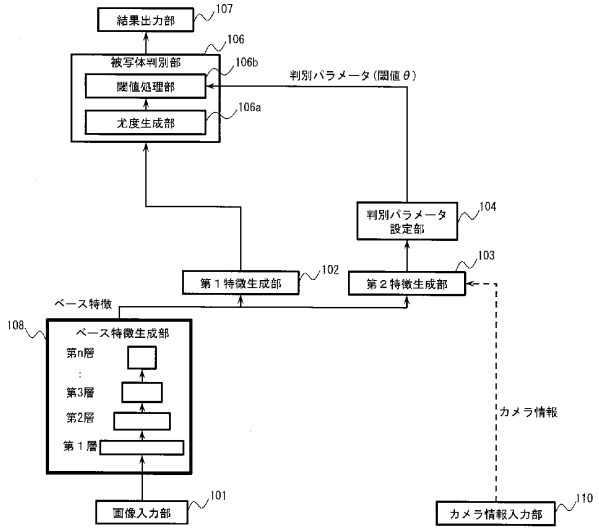 107
結果出力部
106
被写体判別部
106b
閾値処理部
判別パラメータ(閾値θ)
106a
尤度生成部
104
判別パラメータ
設定部
102
103
第1特徴生成部
第2特徴生成部
ベース特徴
108
ベース特徴生成部
第n層
:
第3層
第2層
カメラ情報
第1層
101
画像入力部
110
カメラ情報入力部